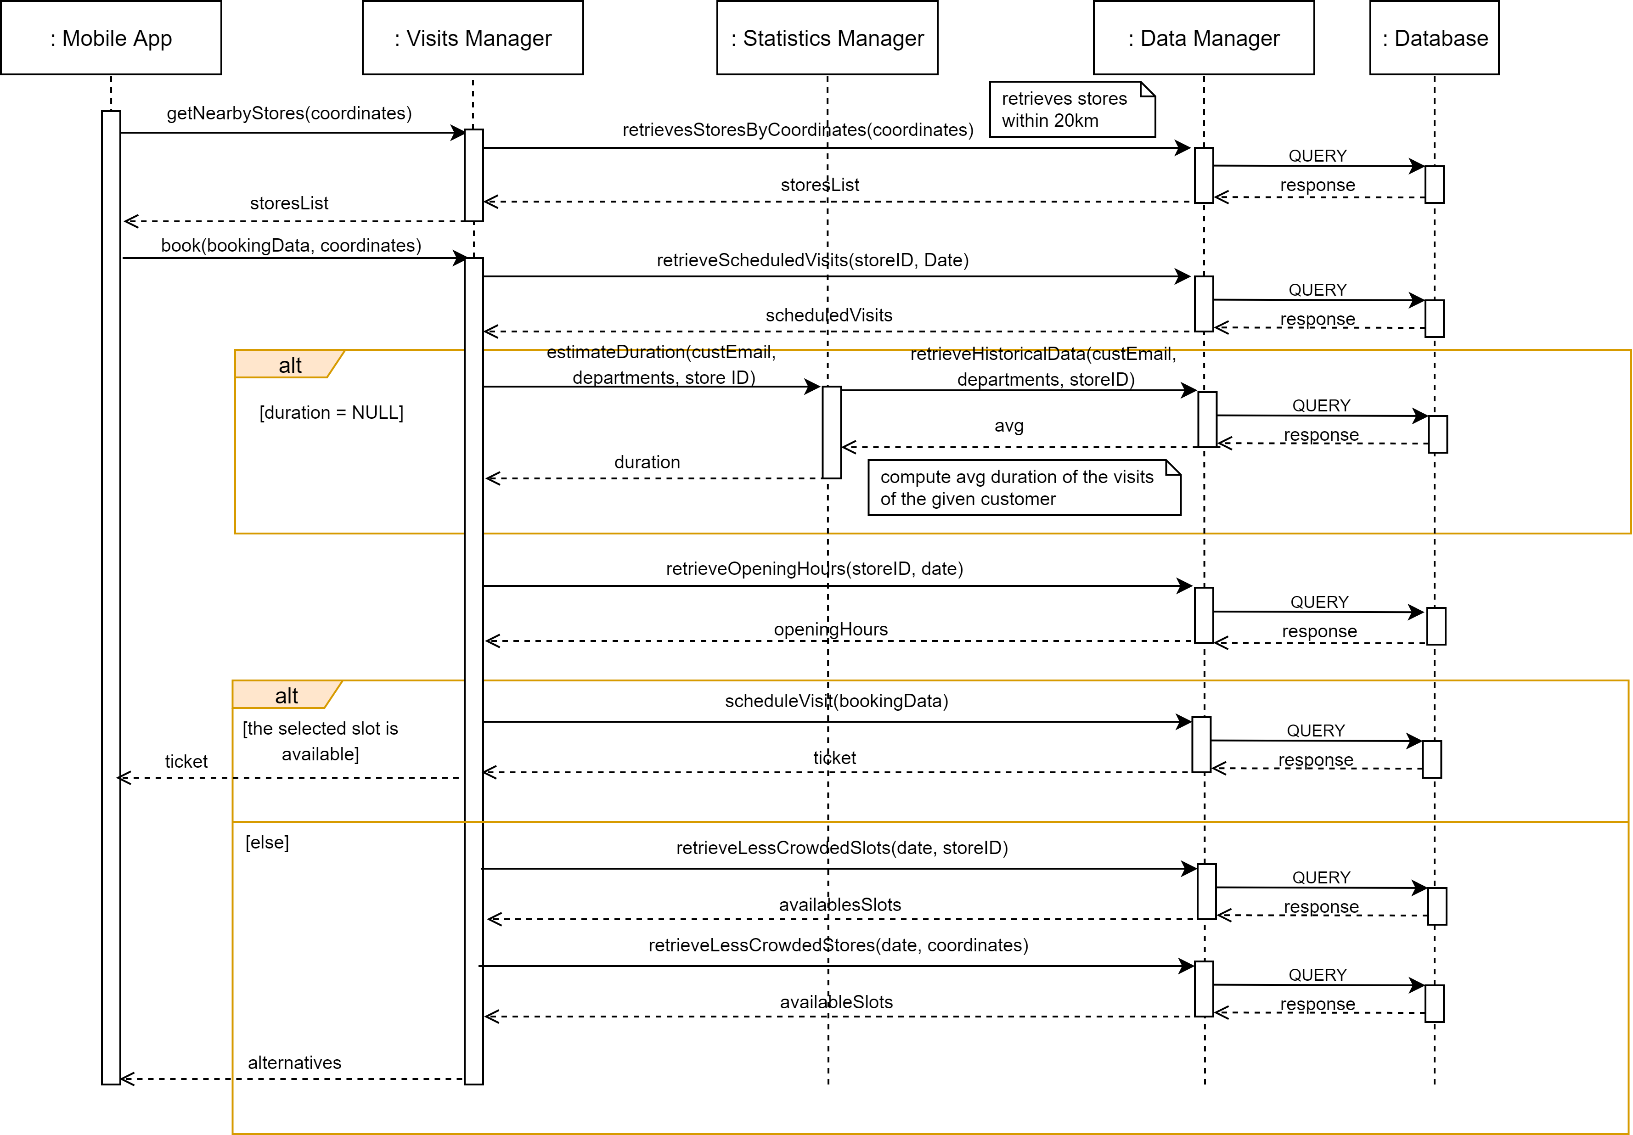 : Mobile App
: Visits Manager
: Statistics Manager
: Data Manager
: Database
retrieves stores
within 20km
getNearbyStores(coordinates)
retrievesStoresByCoordinates(coordinates)
QUERY
response
storesList
storesList
book(bookingData, coordinates)
retrieveScheduledVisits(storeID, Date)
QUERY
response
scheduledVisits
alt
[duration = NULL]
estimateDuration(custEmail,
departments, store ID)
retrieveHistoricalData(custEmail,
departments, storeID)
QUERY
response
avg
duration
compute avg duration of the visits
of the given customer
retrieveOpeningHours(storeID, date)
QUERY
response
openingHours
alt
[the selected slot is
available]
scheduleVisit(bookingData)
QUERY
response
ticket
ticket
[else]
retrieveLessCrowdedSlots(date, storeID)
QUERY
response
availablesSlots
retrieveLessCrowdedStores(date, coordinates)
QUERY
response
availableSlots
alternatives